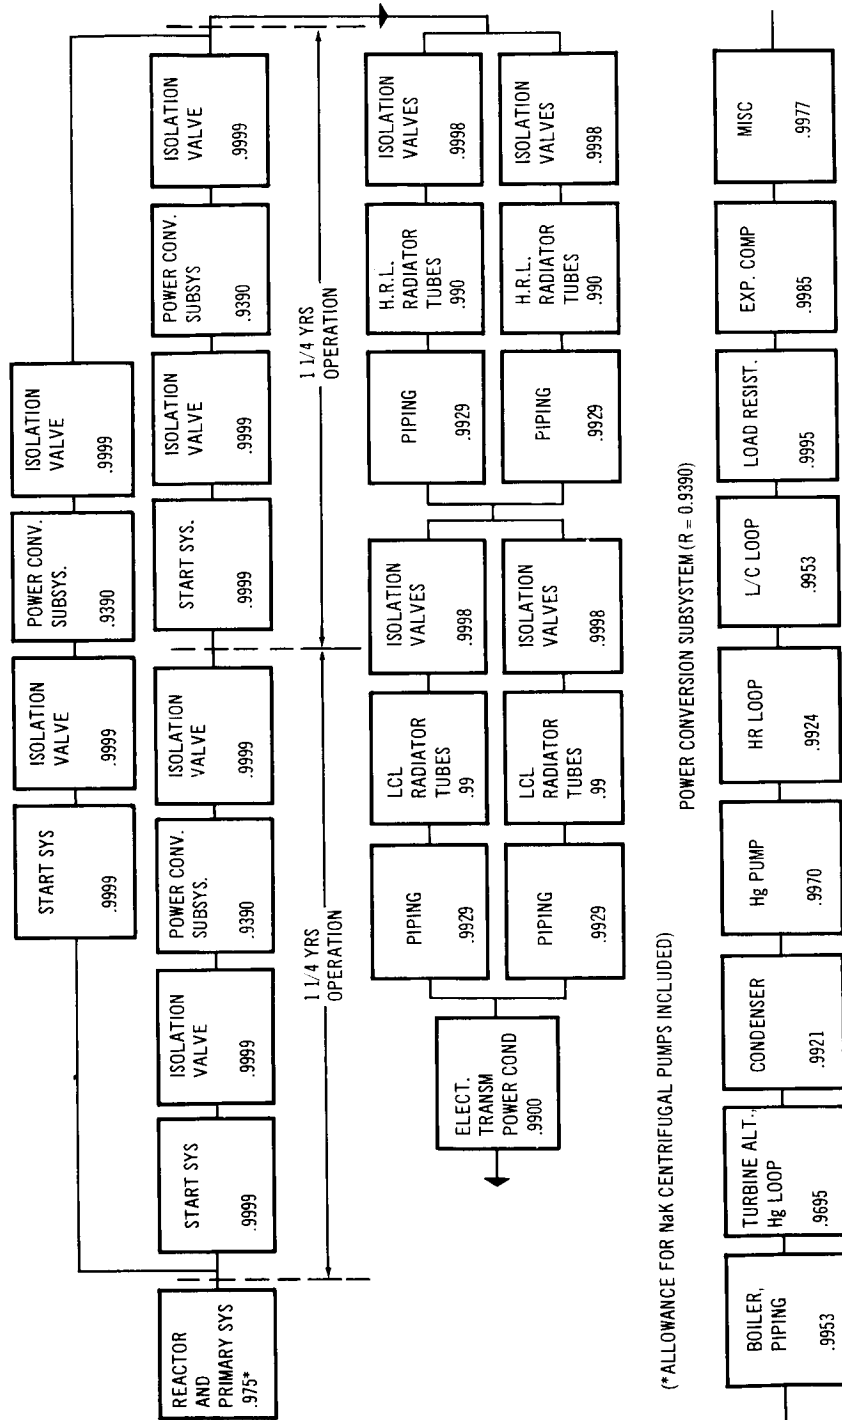 START SYS
.9999
ISOLATION
VALVE
.9999
POWER CONV.
SUBSYS.
.9390
ISOLATION
VALVE
.9999
REACTOR
AND
PRIMARY SYS
.975*
START SYS
.9999
ISOLATION
VALVE
.9999
POWER CONV.
SUBSYS.
.9390
ISOLATION
VALVE
.9999
START SYS.
.9999
ISOLATION
VALVE
.9999
POWER CONV.
SUBSYS
.9390
ISOLATION
VALVE
.9999
1 1/4 YRS
OPERATION
1 1/4 YRS
OPERATION
ELECT.
TRANSM
POWER COND
.9900
PIPING
.9929
LCL
RADIATOR
TUBES
.99
ISOLATION
VALVES
.9998
PIPING
.9929
H.R.L.
RADIATOR
TUBES
.990
ISOLATION
VALVES
.9998
PIPING
.9929
LCL
RADIATOR
TUBES
.99
ISOLATION
VALVES
.9998
PIPING
.9929
H.R.L.
RADIATOR
TUBES
.990
ISOLATION
VALVES
.9998
(*ALLOWANCE FOR NaK CENTRIFUGAL PUMPS INCLUDED)
POWER CONVERSION SUBSYSTEM (R = 0.9390)
BOILER,
PIPING
.9953
TURBINE ALT.,
Hg LOOP
.9695
CONDENSER
.9921
Hg PUMP
.9970
HR LOOP
.9924
L/C LOOP
.9953
LOAD RESIST.
.9995
EXP. COMP
.9985
MISC
.9977